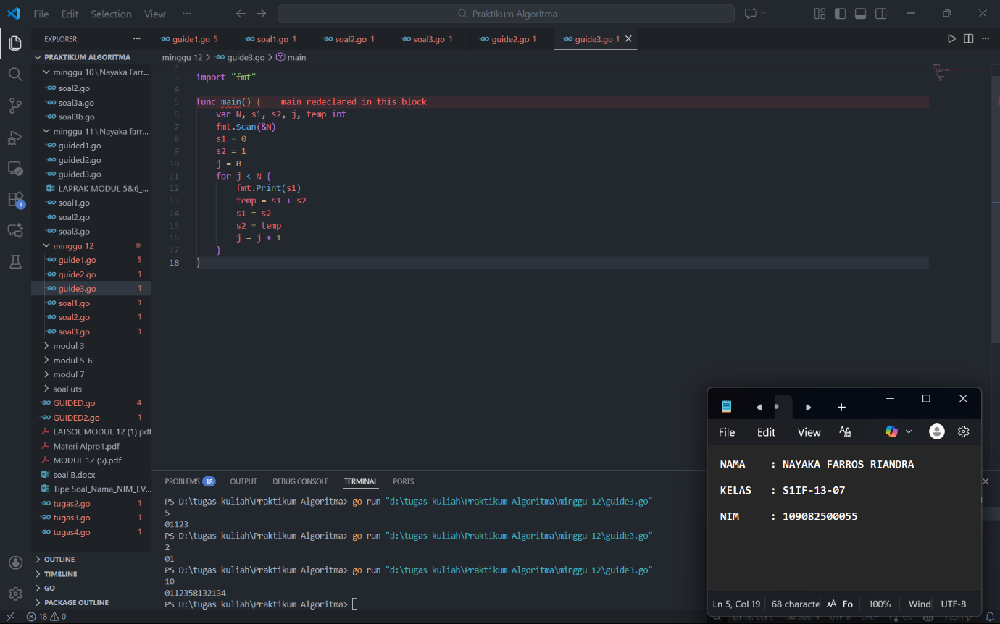 File Edit Selection View ···
Praktikum Algoritma
EXPLORER
PRAKTIKUM ALGORITMA
minggu 10 \ Nayaka Farr...
soal2.go
soal3a.go
soal3b.go
minggu 11 \ Nayaka farr...
guided1.go
guided2.go
guided3.go
LAPRAK MODUL 5&6_...
soal1.go
soal2.go
soal3.go
minggu 12
guide1.go 5
guide2.go 1
guide3.go 1
soal1.go 1
soal2.go 1
soal3.go 1
modul 3
modul 5-6
modul 7
soal uts
GUIDED.go 4
GUIDED2.go 1
LATSOL MODUL 12 (1).pdf
Materi Alpro1.pdf
MODUL 12 (5).pdf
soal B.docx
Tipe Soal_Nama_NIM_EV...
tugas2.go 1
tugas3.go 1
tugas4.go 1
OUTLINE
TIMELINE
GO
PACKAGE OUTLINE
1
18 0
guide1.go 5 soal1.go 1 soal2.go 1 soal3.go 1 guide2.go 1 guide3.go 1
minggu 12 > guide3.go > main
2
3 import "fmt"
4
5 func main() { main redeclared in this block
6 var N, s1, s2, j, temp int
7 fmt.Scan(&N)
8 s1 = 0
9 s2 = 1
10 j = 0
11 for j < N {
12 fmt.Print(s1)
13 temp = s1 + s2
14 s1 = s2
15 s2 = temp
16 j = j + 1
17 }
18 }
PROBLEMS 18 OUTPUT DEBUG CONSOLE TERMINAL PORTS
PS D:\tugas kuliah\Praktikum Algoritma> go run "d:\tugas kuliah\Praktikum Algoritma\minggu 12\guide3.go"
5
01123
PS D:\tugas kuliah\Praktikum Algoritma> go run "d:\tugas kuliah\Praktikum Algoritma\minggu 12\guide3.go"
2
01
PS D:\tugas kuliah\Praktikum Algoritma> go run "d:\tugas kuliah\Praktikum Algoritma\minggu 12\guide3.go"
10
0112358132134
PS D:\tugas kuliah\Praktikum Algoritma>
File Edit View
NAMA : NAYAKA FARROS RIANDRA
KELAS : S1IF-13-07
NIM : 109082500055
Ln 5, Col 19 68 characte For 100% Wind UTF-8